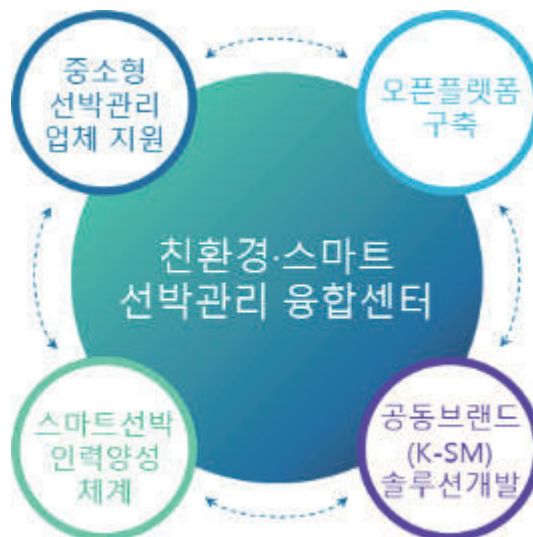 중소형
선박관리
업체 지원
오픈플랫폼
구축
친환경·스마트
선박관리 융합센터
스마트선박
인력양성
체계
공동브랜드
(K-SM)
솔루션개발